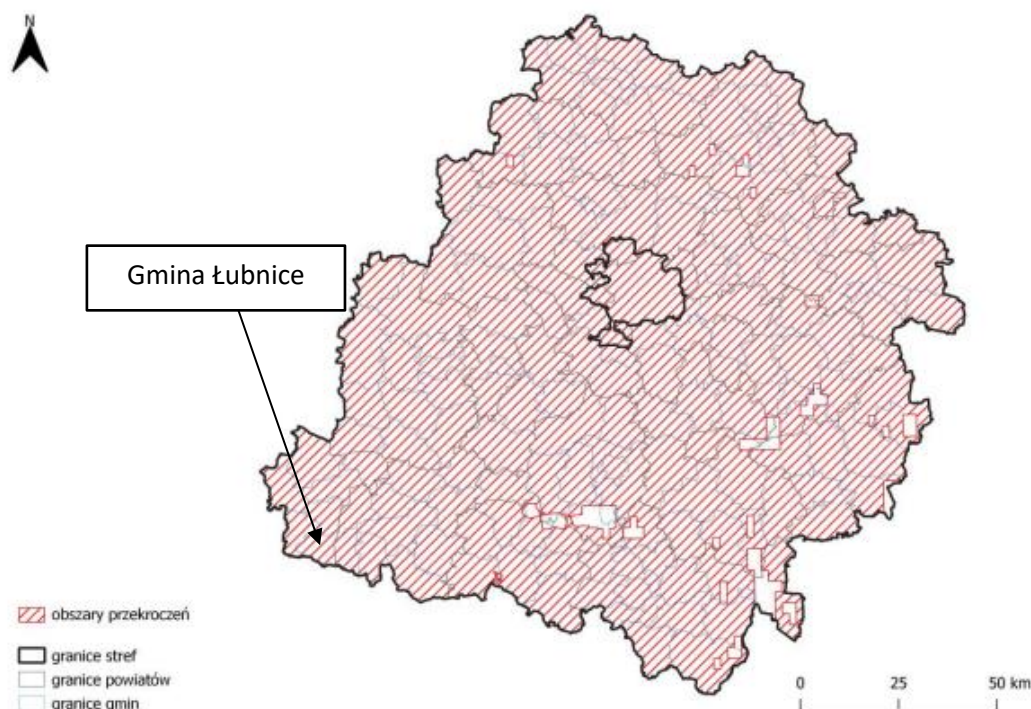 N
Gmina Łubnice
obszary przekroczeń
granice stref
granice powiatów
granice gmin
0 25 50 km